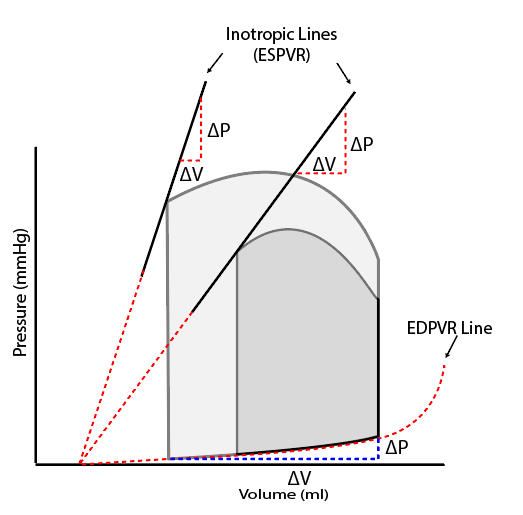 Inotropic Lines
(ESPVR)
ΔP
ΔV
ΔP
ΔV
Pressure (mmHg)
EDPVR Line
ΔP
ΔV
Volume (ml)